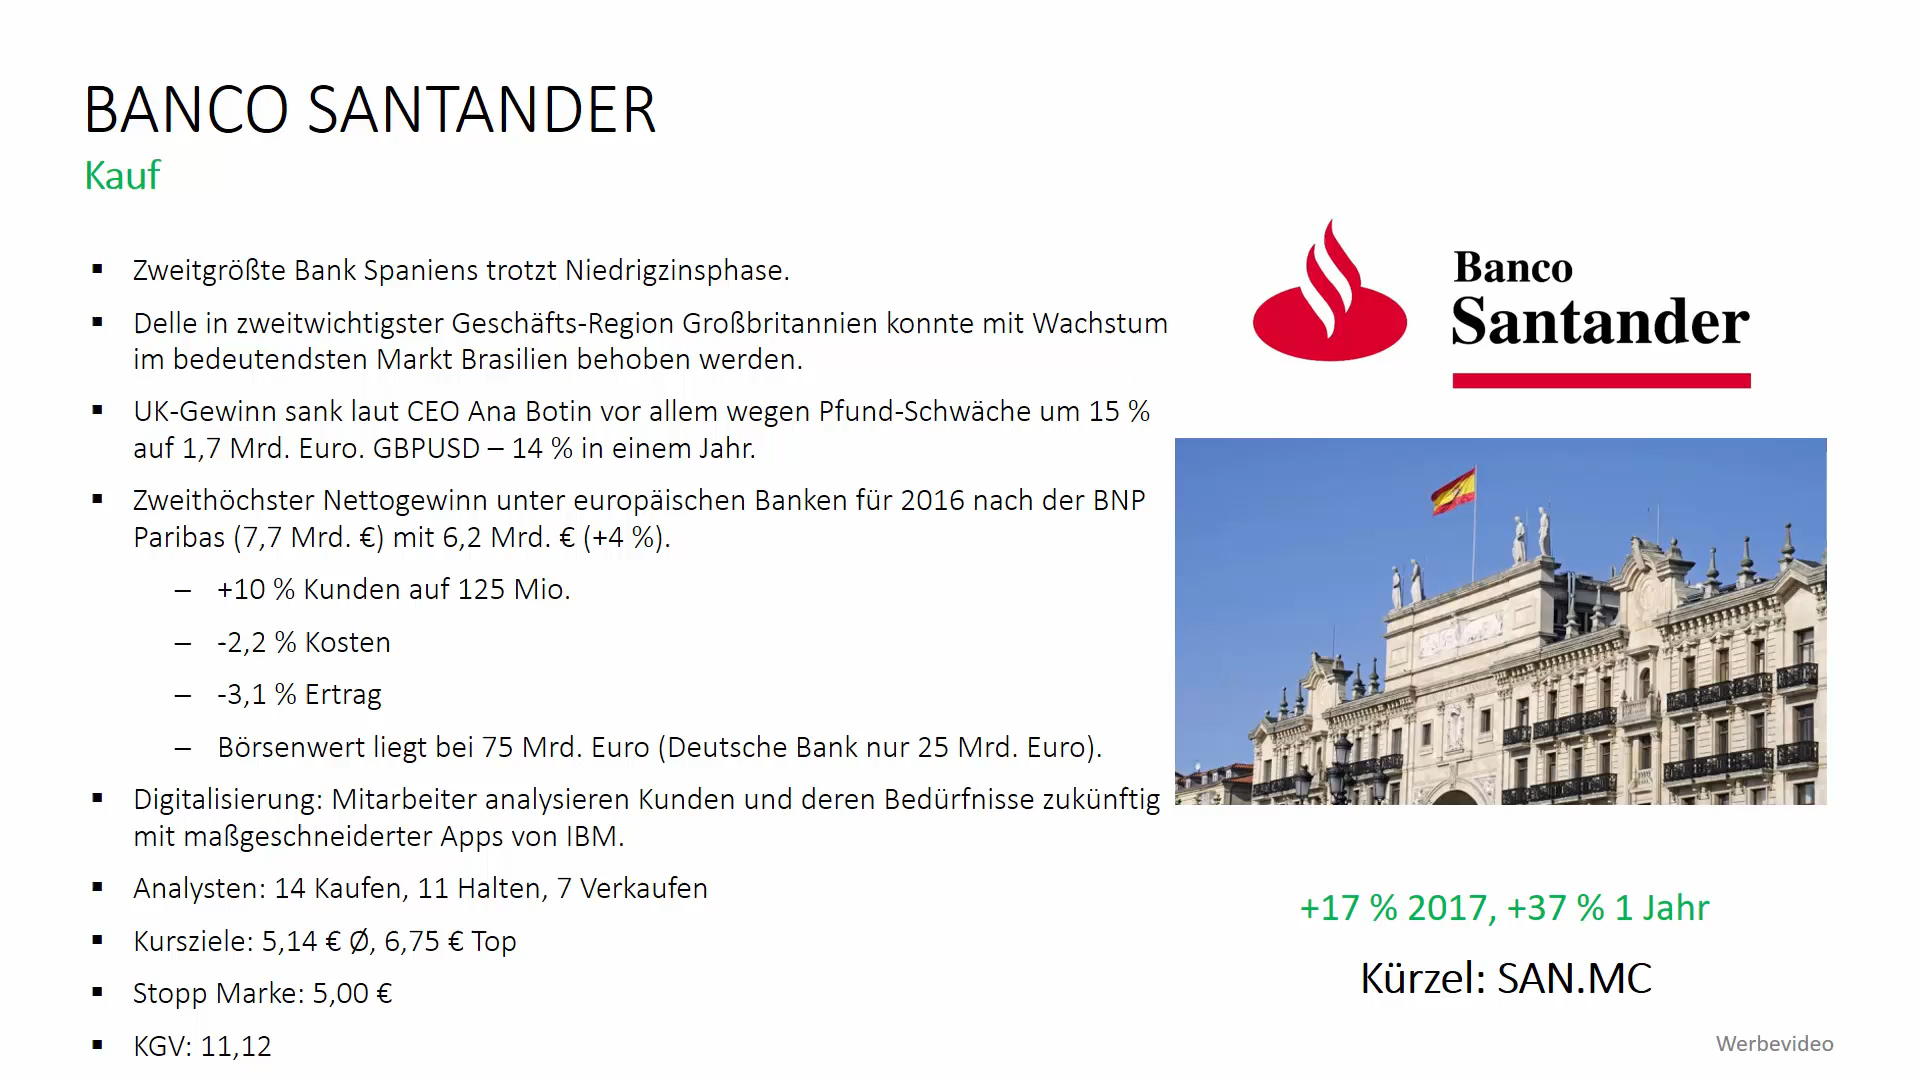 BANCO SANTANDER
Kauf
▪ Zweitgrößte Bank Spaniens trotzt Niedrigzinsphase.
▪ Delle in zweitwichtigster Geschäfts-Region Großbritannien konnte mit Wachstum
im bedeutendsten Markt Brasilien behoben werden.
▪ UK-Gewinn sank laut CEO Ana Botin vor allem wegen Pfund-Schwäche um 15 %
auf 1,7 Mrd. Euro. GBPUSD – 14 % in einem Jahr.
▪ Zweithöchster Nettogewinn unter europäischen Banken für 2016 nach der BNP
Paribas (7,7 Mrd. €) mit 6,2 Mrd. € (+4 %).
– +10 % Kunden auf 125 Mio.
– -2,2 % Kosten
– -3,1 % Ertrag
– Börsenwert liegt bei 75 Mrd. Euro (Deutsche Bank nur 25 Mrd. Euro).
▪ Digitalisierung: Mitarbeiter analysieren Kunden und deren Bedürfnisse zukünftig
mit maßgeschneiderter Apps von IBM.
▪ Analysten: 14 Kaufen, 11 Halten, 7 Verkaufen
▪ Kursziele: 5,14 € Ø, 6,75 € Top
▪ Stopp Marke: 5,00 €
▪ KGV: 11,12
Banco
Santander
+17 % 2017, +37 % 1 Jahr
Kürzel: SAN.MC
Werbevideo